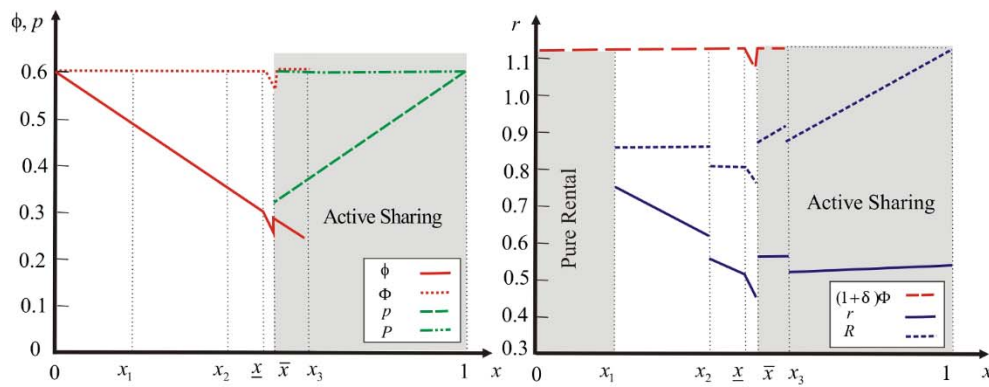 ϕ, p
0.6
0.5
0.4
0.3
0.2
0.1
0
0
x₁
x₂
x̲
x̅
x₃
1
x
Active Sharing
ϕ
Φ
p
P
r
1.1
1.0
0.9
0.8
0.7
0.6
0.5
0.4
0.3
0
x₁
x₂
x̲
x̅
x₃
1
x
Pure Rental
Active Sharing
(1+δ)Φ
r
R